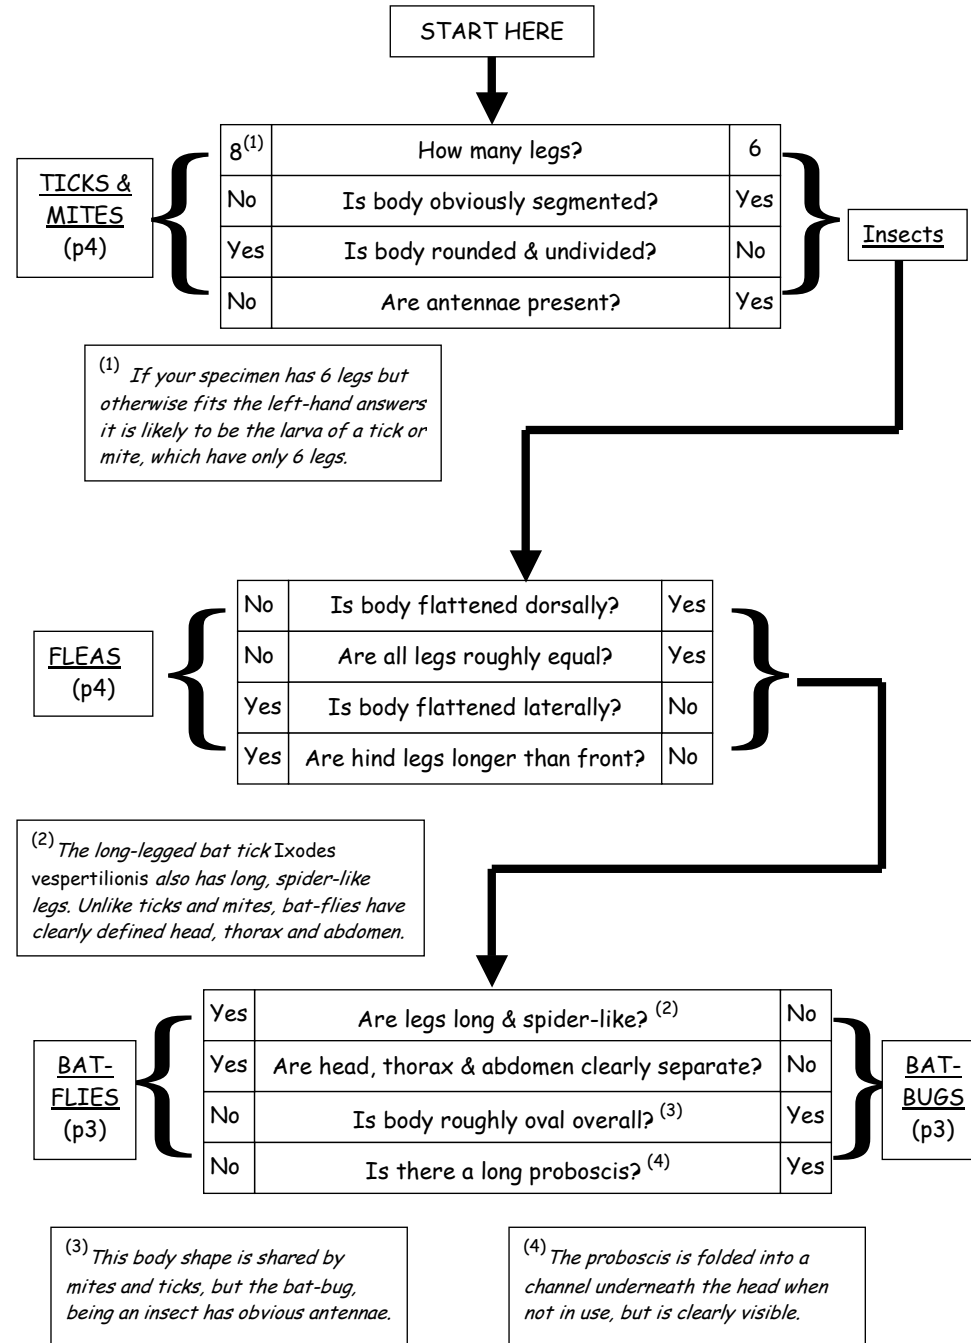 START HERE
8(1) How many legs? 6
No Is body obviously segmented? Yes
Yes Is body rounded & undivided? No
No Are antennae present? Yes
TICKS &
MITES
(p4)
Insects
(1) If your specimen has 6 legs but
otherwise fits the left-hand answers
it is likely to be the larva of a tick or
mite, which have only 6 legs.
No Is body flattened dorsally? Yes
No Are all legs roughly equal? Yes
Yes Is body flattened laterally? No
Yes Are hind legs longer than front? No
FLEAS
(p4)
(2) The long-legged bat tick Ixodes
vespertilionis also has long, spider-like
legs. Unlike ticks and mites, bat-flies have
clearly defined head, thorax and abdomen.
Yes Are legs long & spider-like? (2) No
Yes Are head, thorax & abdomen clearly separate? No
No Is body roughly oval overall? (3) Yes
No Is there a long proboscis? (4) Yes
BAT-
FLIES
(p3)
BAT-
BUGS
(p3)
(3) This body shape is shared by
mites and ticks, but the bat-bug,
being an insect has obvious antennae.
(4) The proboscis is folded into a
channel underneath the head when
not in use, but is clearly visible.